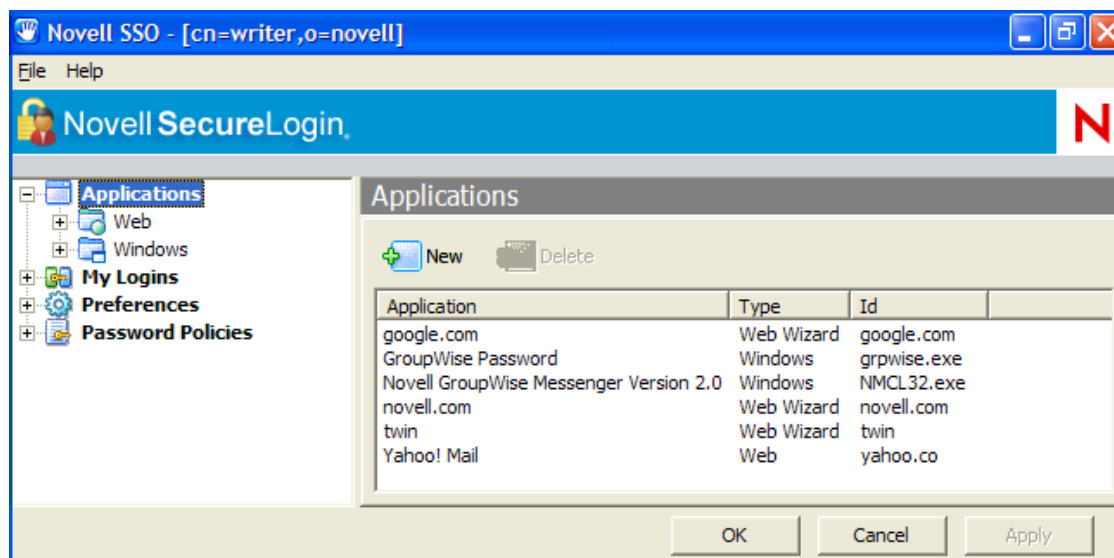 Novell SSO - [cn=writer,o=novell]
File Help
Novell SecureLogin.
N
Applications
Web
Windows
My Logins
Preferences
Password Policies
Applications
New Delete
Application Type Id
google.com Web Wizard google.com
GroupWise Password Windows grpwise.exe
Novell GroupWise Messenger Version 2.0 Windows NMCL32.exe
novell.com Web Wizard novell.com
twin Web Wizard twin
Yahoo! Mail Web yahoo.co
OK Cancel Apply